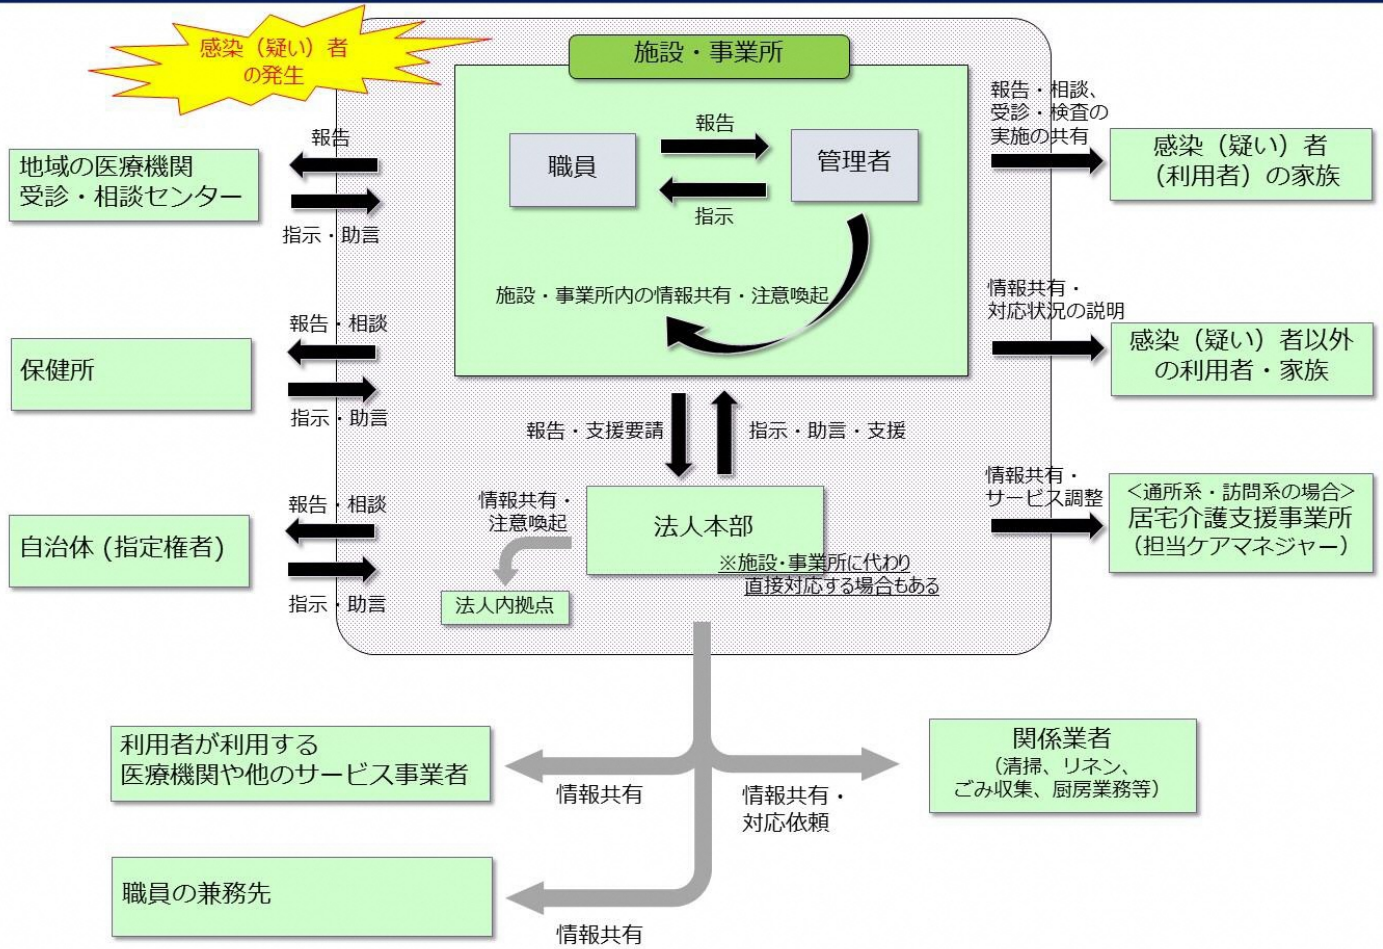 感染（疑い）者
の発生
施設・事業所
職員
報告
管理者
指示
施設・事業所内の情報共有・注意喚起
報告
地域の医療機関
受診・相談センター
指示・助言
報告・相談
保健所
指示・助言
報告・相談
自治体 (指定権者)
指示・助言
報告・相談、
受診・検査の
実施の共有
感染（疑い）者
（利用者）の家族
情報共有・
対応状況の説明
感染（疑い）者以外
の利用者・家族
情報共有・
サービス調整
＜通所系・訪問系の場合＞
居宅介護支援事業所
（担当ケアマネジャー）
報告・支援要請
指示・助言・支援
情報共有・
注意喚起
法人本部
※施設・事業所に代わり
直接対応する場合もある
法人内拠点
利用者が利用する
医療機関や他のサービス事業者
情報共有
情報共有・
対応依頼
関係業者
（清掃、リネン、
ごみ収集、厨房業務等）
職員の兼務先
情報共有